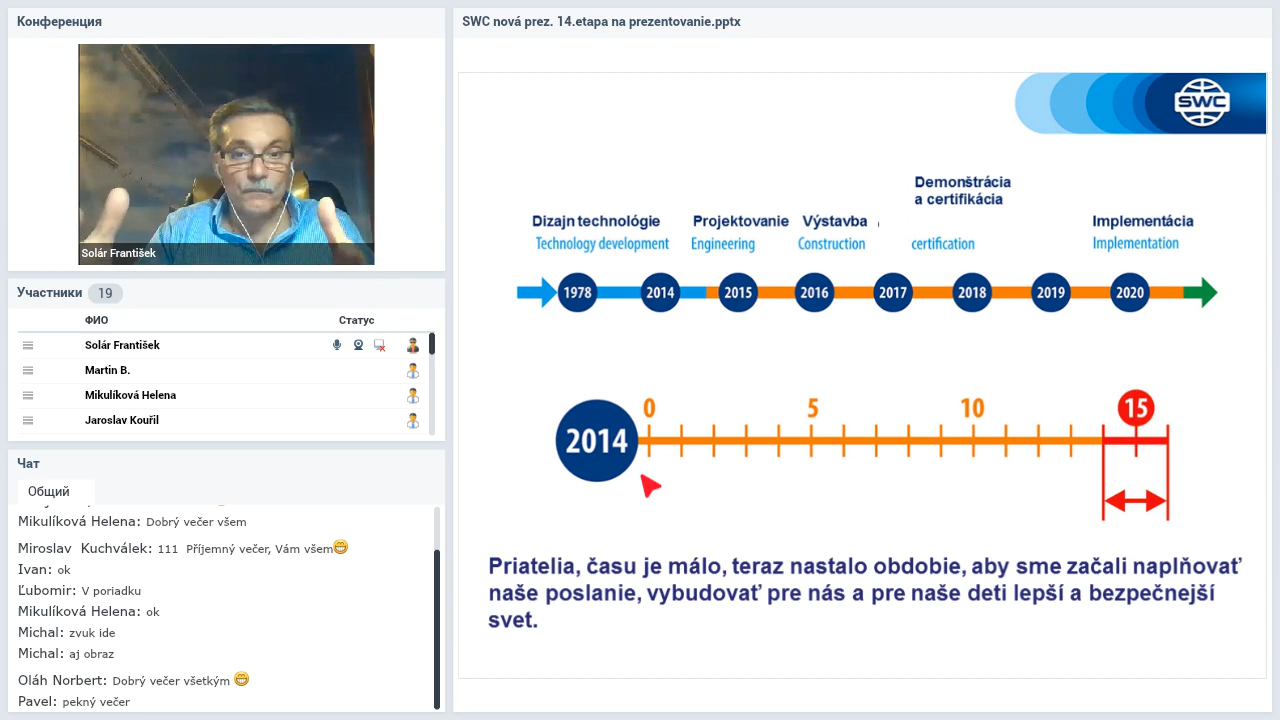 Конференция
Solár František
Участники 19
ФИО Статус
Solár František
Martin B.
Mikulíková Helena
Jaroslav Kouřil
Чат
Общий
Mikulíková Helena: Dobrý večer všem
Miroslav Kuchválek: 111 Příjemný večer, Vám všem
Ivan: ok
Ľubomir: V poriadku
Mikulíková Helena: ok
Michal: zvuk ide
Michal: aj obraz
Oláh Norbert: Dobrý večer všetkým
Pavel: pekný večer
SWC nová prez. 14.etapa na prezentovanie.pptx
SWC
Demonštrácia
a certifikácia
Dizajn technológie Projektovanie Výstavba Implementácia
Technology development Engineering Construction certification Implementation
1978 2014 2015 2016 2017 2018 2019 2020
0 5 10 15
2014
Priatelia, času je málo, teraz nastalo obdobie, aby sme začali naplňovať
naše poslanie, vybudovať pre nás a pre naše deti lepší a bezpečnejší
svet.